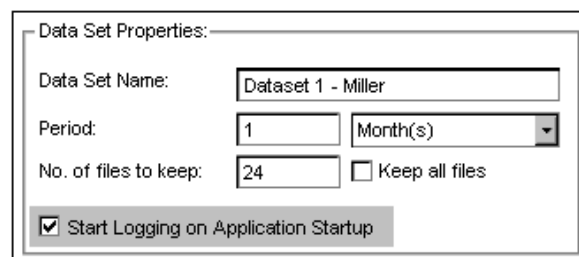 Data Set Properties:
Data Set Name: Dataset 1 - Miller
Period: 1 Month(s)
No. of files to keep: 24 Keep all files
Start Logging on Application Startup